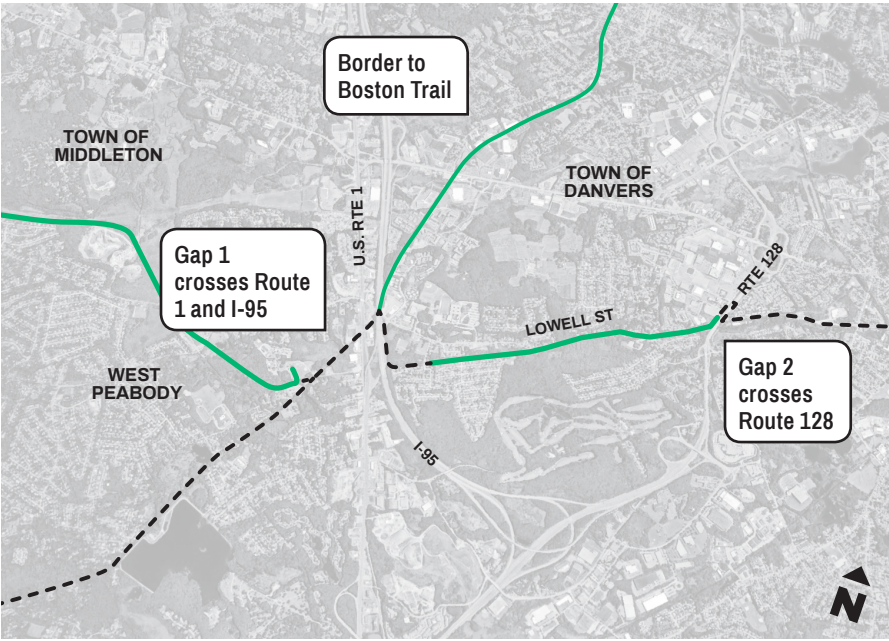 Border to
Boston Trail
TOWN OF
MIDDLETON
TOWN OF
DANVERS
U.S. RTE 1
Gap 1
crosses Route
1 and I-95
RTE 128
LOWELL ST
WEST
PEABODY
Gap 2
crosses
Route 128
I-95
N